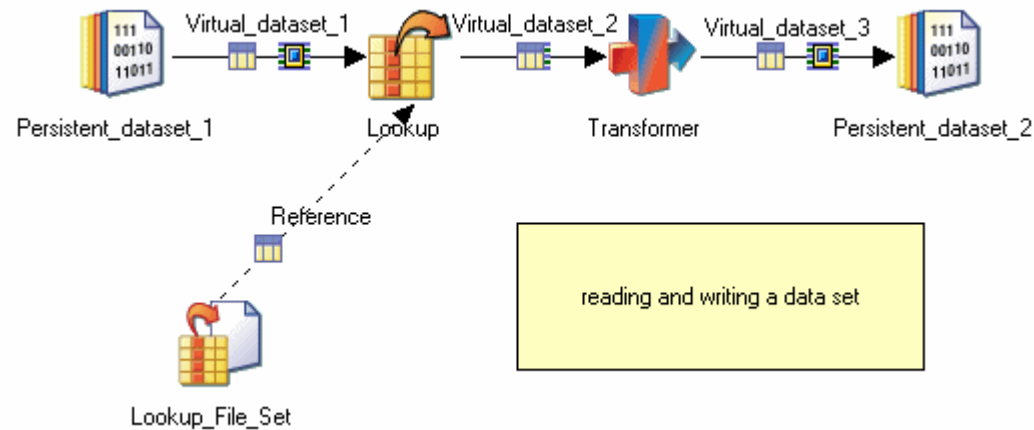 Virtual_dataset_1
Virtual_dataset_2
Virtual_dataset_3
111
00110
11011
111
00110
11011
Persistent_dataset_1
Lookup
Transformer
Persistent_dataset_2
Reference
reading and writing a data set
Lookup_File_Set